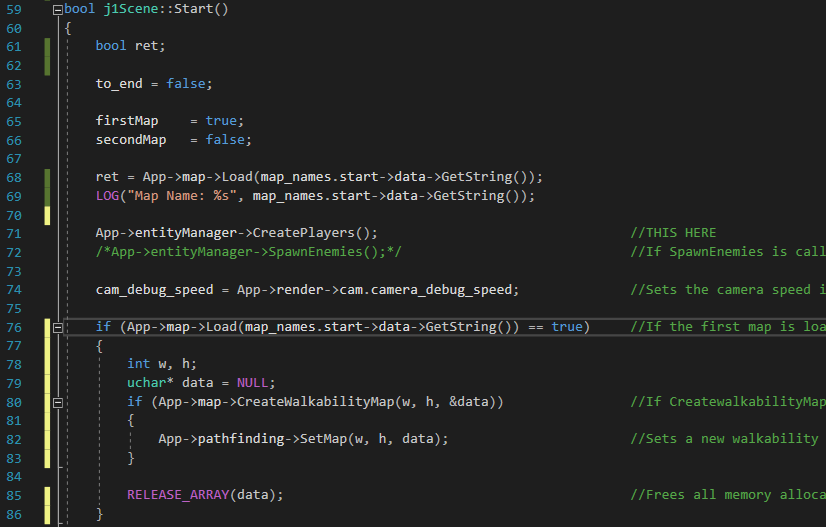 59 bool j1Scene::Start()
60 {
61 bool ret;
62
63 to_end = false;
64
65 firstMap = true;
66 secondMap = false;
67
68 ret = App->map->Load(map_names.start->data->GetString());
69 LOG("Map Name: %s", map_names.start->data->GetString());
70
71 App->entityManager->CreatePlayers(); //THIS HERE
72 /*App->entityManager->SpawnEnemies();*/ //If SpawnEnemies is call
73
74 cam_debug_speed = App->render->cam.camera_debug_speed; //Sets the camera speed i
75
76 if (App->map->Load(map_names.start->data->GetString()) == true) //If the first map is loa
77 {
78 int w, h;
79 uchar* data = NULL;
80 if (App->map->CreateWalkabilityMap(w, h, &data)) //If CreatewalkabilityMap
81 {
82 App->pathfinding->SetMap(w, h, data); //Sets a new walkability
83 }
84
85 RELEASE_ARRAY(data); //Frees all memory alloca
86 }